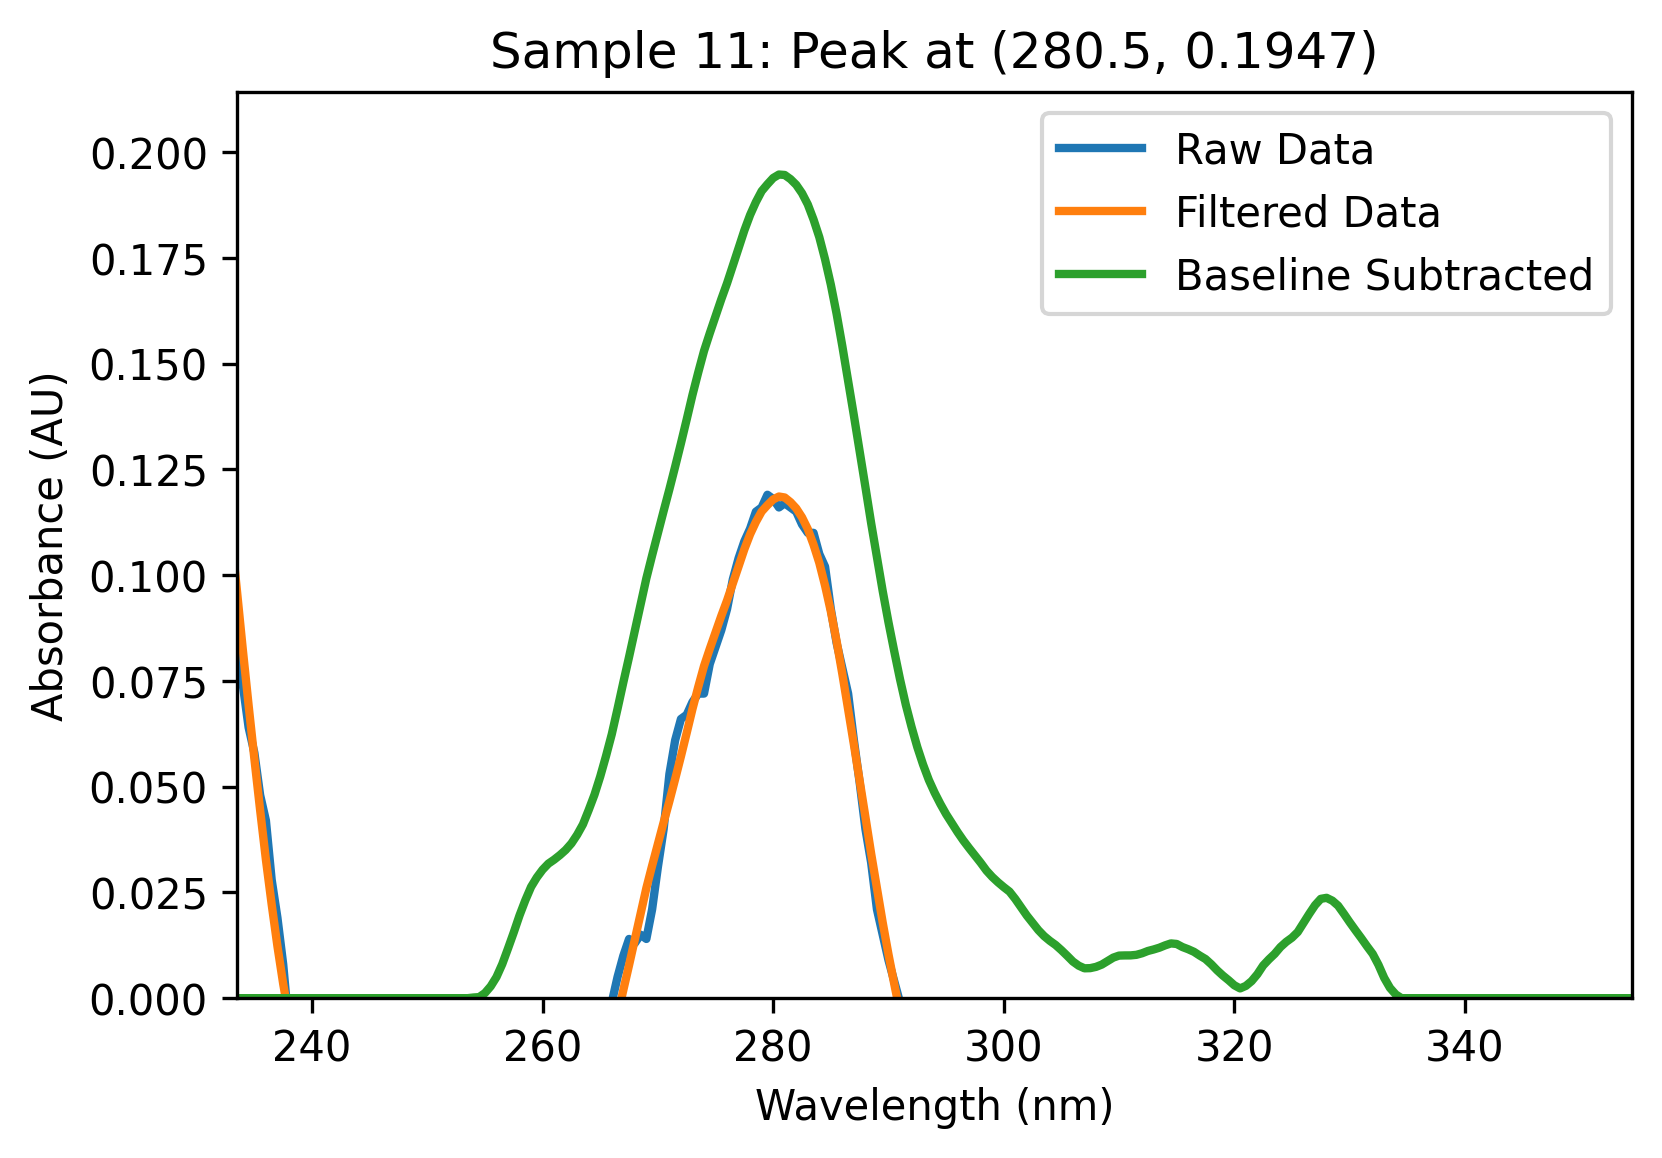 Sample 11: Peak at (280.5, 0.1947)
Raw Data
Filtered Data
Baseline Subtracted
Absorbance (AU)
0.200
0.175
0.150
0.125
0.100
0.075
0.050
0.025
0.000
240 260 280 300 320 340
Wavelength (nm)